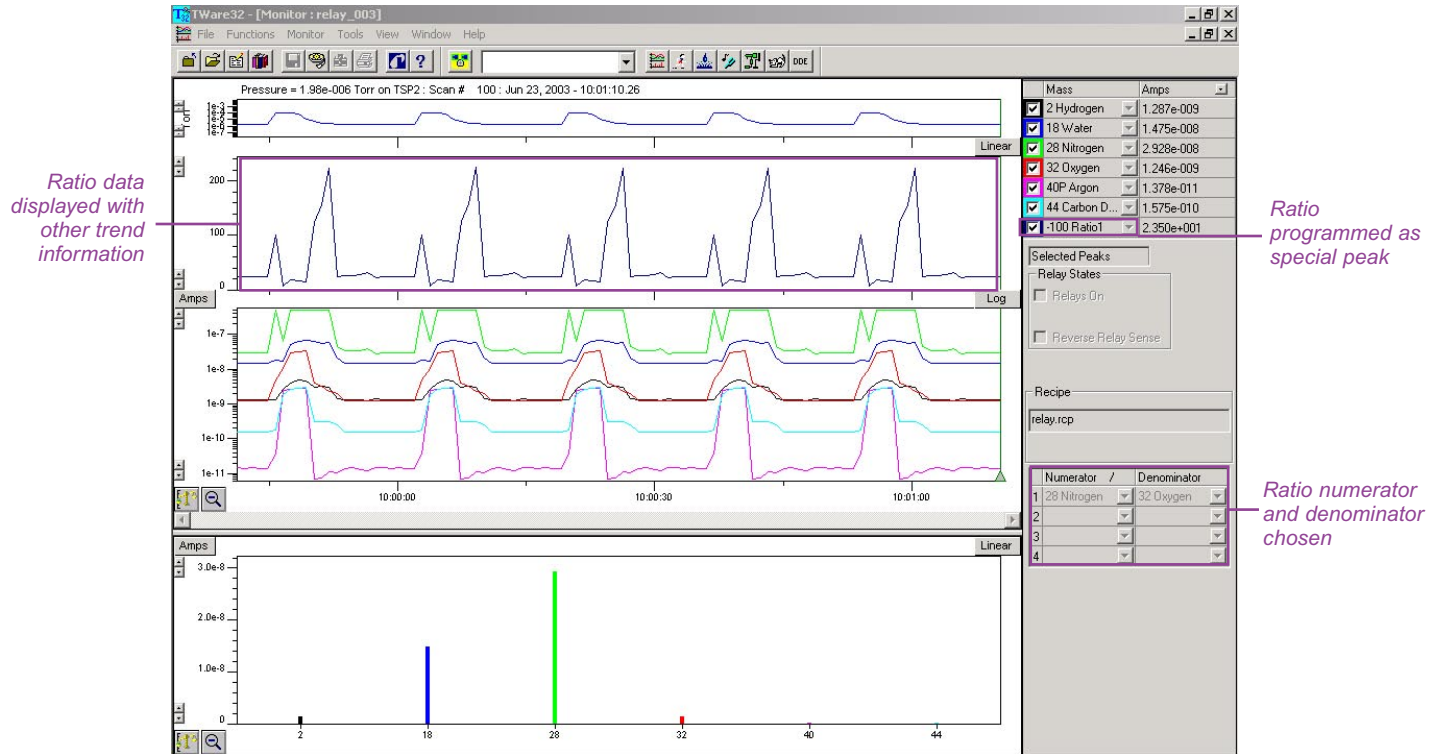 TWare32 - [Monitor : relay_003]
File Functions Monitor Tools View Window Help
? DDE
Pressure = 1.98e-006 Torr on TSP2 : Scan # 100 : Jun 23, 2003 - 10:01:10.26
1e-3
1e-7
Linear
200
100
0
Amps
Log
1e-7
1e-8
1e-9
1e-10
1e-11
10:00:00 10:00:30 10:01:00
Amps
Linear
3.0e-8
2.0e-8
1.0e-8
0
2 18 28 32 40 44
Mass Amps
2 Hydrogen 1.287e-009
18 Water 1.475e-008
28 Nitrogen 2.928e-008
32 Oxygen 1.246e-009
40P Argon 1.378e-011
44 Carbon D... 1.575e-010
-100 Ratio1 2.350e+001
Selected Peaks
Relay States
Relays On
Reverse Relay Sense
Recipe
relay.rcp
Numerator / Denominator
1 28 Nitrogen 32 Oxygen
2
3
4
Ratio data
displayed with
other trend
information
Ratio
programmed as
special peak
Ratio numerator
and denominator
chosen